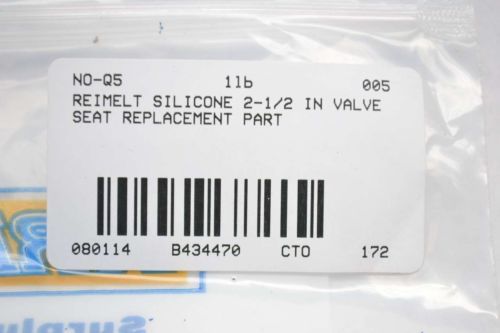 NO-Q5 1lb 005
REIMELT SILICONE 2-1/2 IN VALVE
SEAT REPLACEMENT PART
080114 B434470 CTO 172